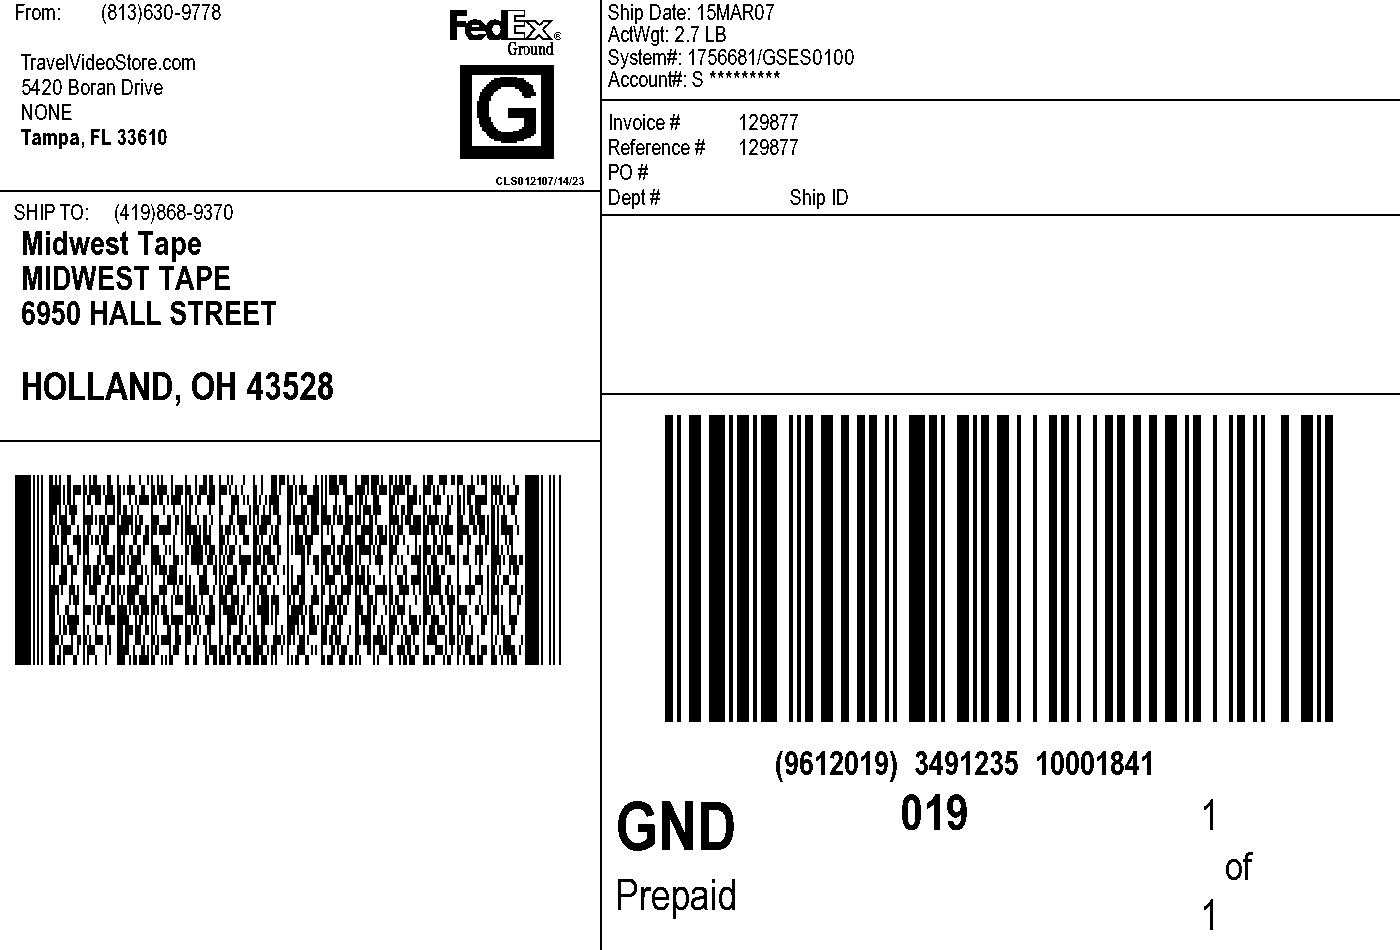 From: (813)630-9778
TravelVideoStore.com
5420 Boran Drive
NONE
Tampa, FL 33610
FedEx®
Ground
G
CLS012107/14/23
SHIP TO: (419)868-9370
Midwest Tape
MIDWEST TAPE
6950 HALL STREET
HOLLAND, OH 43528
Ship Date: 15MAR07
ActWgt: 2.7 LB
System#: 1756681/GSES0100
Account#: S *********
Invoice # 129877
Reference # 129877
PO #
Dept # Ship ID
(9612019) 3491235 10001841
GND 019 1
of
Prepaid 1